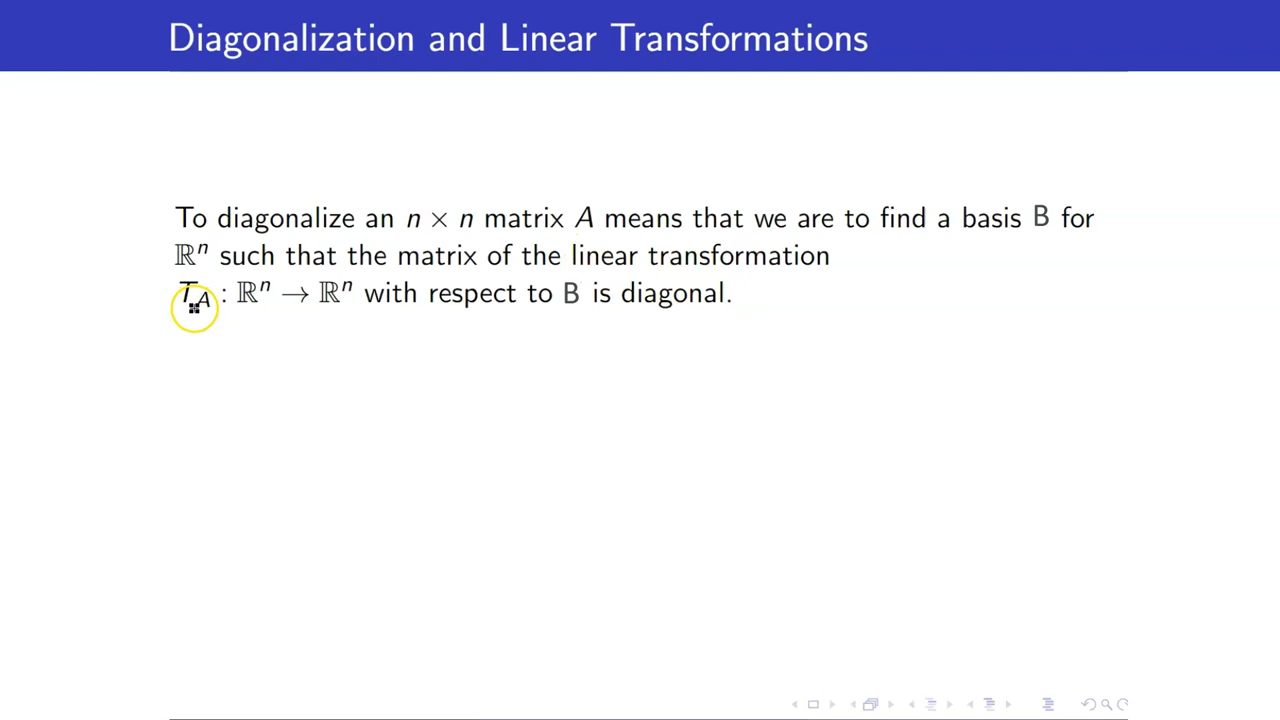 Diagonalization and Linear Transformations
To diagonalize an n × n matrix A means that we are to find a basis B for
ℝⁿ such that the matrix of the linear transformation
T_A : ℝⁿ → ℝⁿ with respect to B is diagonal.